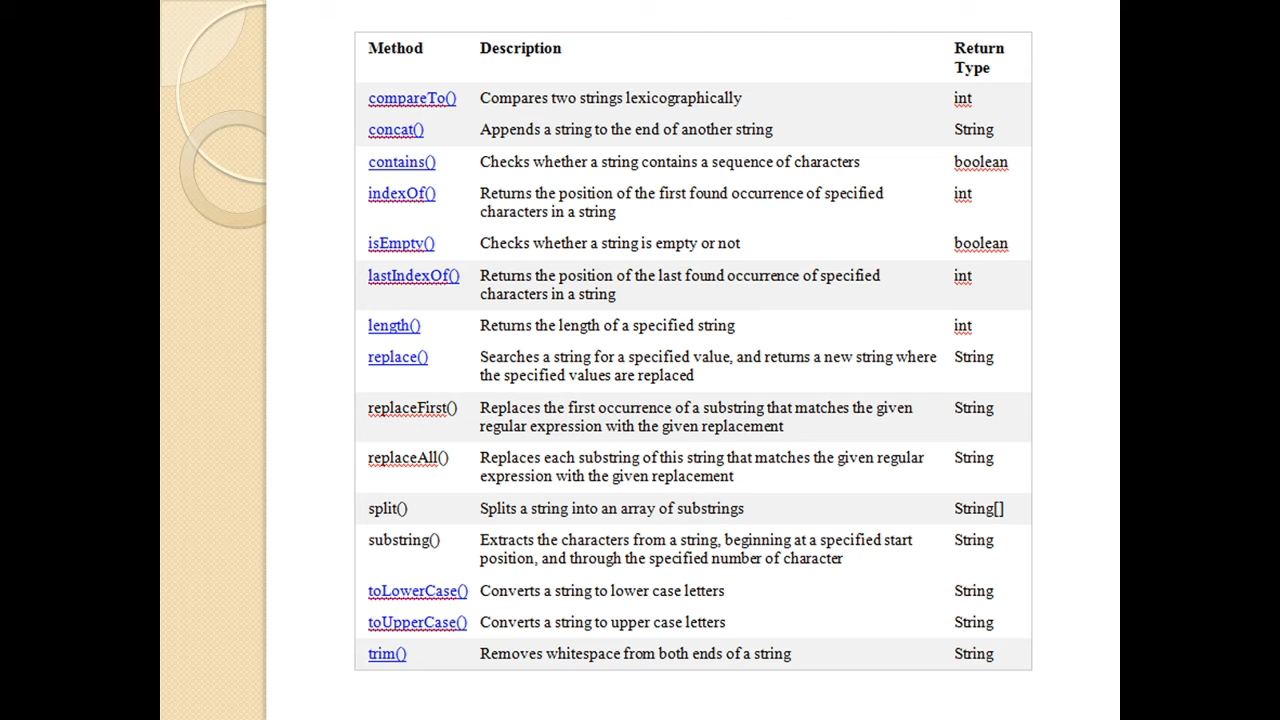 Method Description Return
Type
compareTo() Compares two strings lexicographically int
concat() Appends a string to the end of another string String
contains() Checks whether a string contains a sequence of characters boolean
indexOf() Returns the position of the first found occurrence of specified int
characters in a string
isEmpty() Checks whether a string is empty or not boolean
lastIndexOf() Returns the position of the last found occurrence of specified int
characters in a string
length() Returns the length of a specified string int
replace() Searches a string for a specified value, and returns a new string where String
the specified values are replaced
replaceFirst() Replaces the first occurrence of a substring that matches the given String
regular expression with the given replacement
replaceAll() Replaces each substring of this string that matches the given regular String
expression with the given replacement
split() Splits a string into an array of substrings String[]
substring() Extracts the characters from a string, beginning at a specified start String
position, and through the specified number of character
toLowerCase() Converts a string to lower case letters String
toUpperCase() Converts a string to upper case letters String
trim() Removes whitespace from both ends of a string String